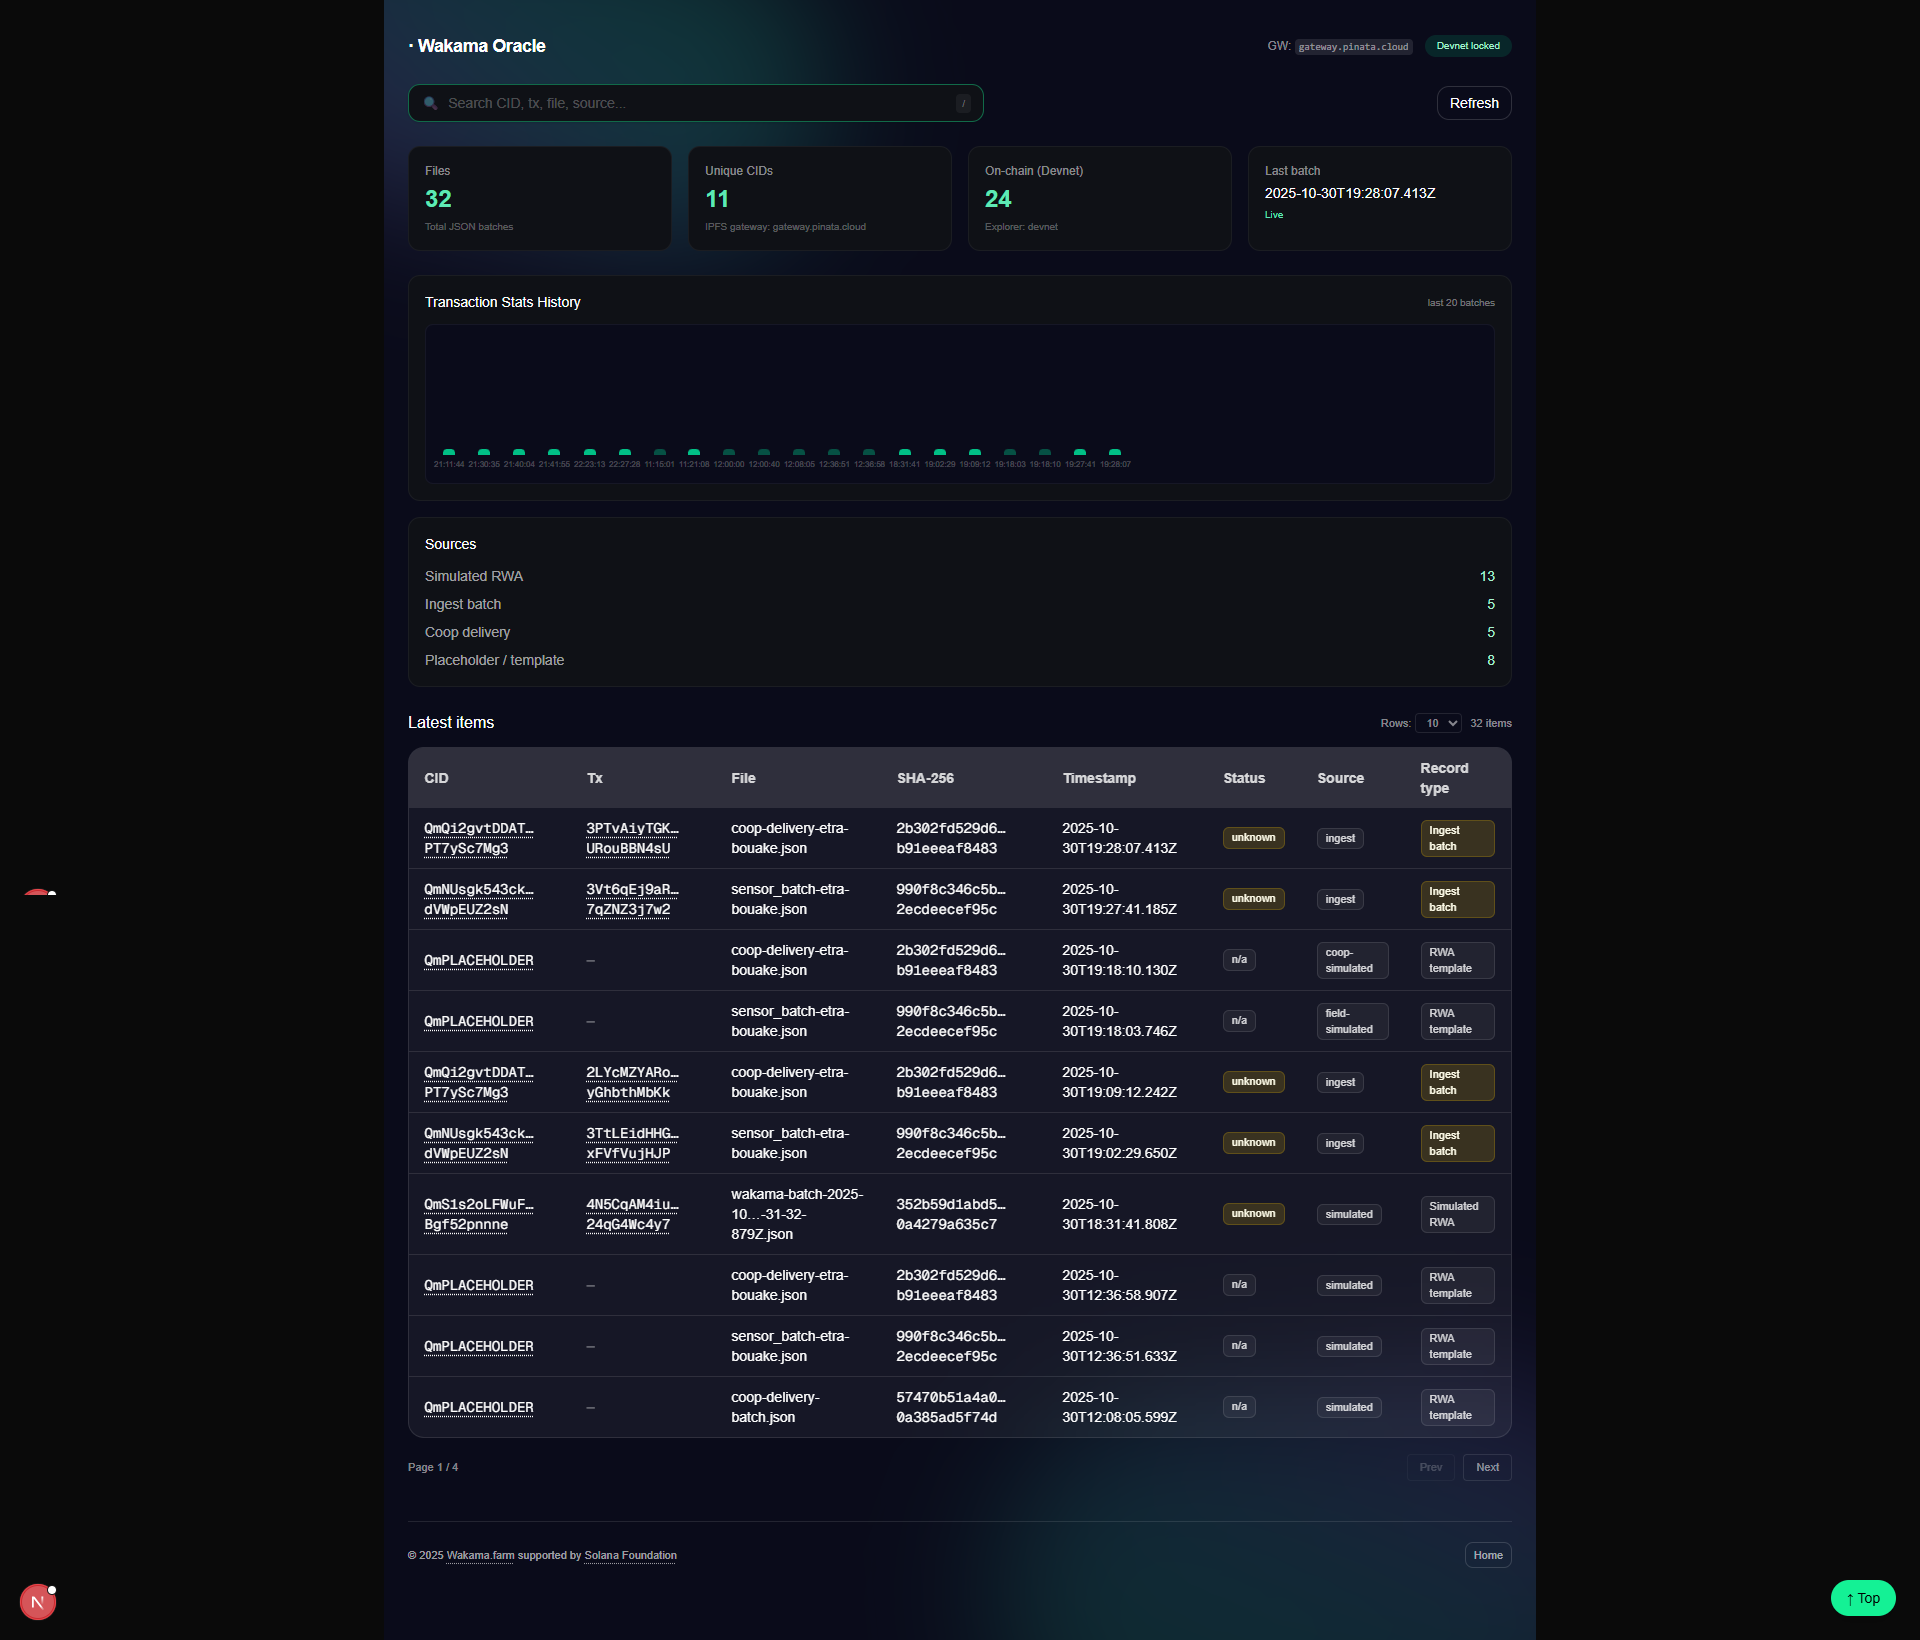 · Wakama Oracle
GW: gateway.pinata.cloud
Devnet locked
Search CID, tx, file, source...
/
Refresh
Files
32
Total JSON batches
Unique CIDs
11
IPFS gateway: gateway.pinata.cloud
On-chain (Devnet)
24
Explorer: devnet
Last batch
2025-10-30T19:28:07.413Z
Live
Transaction Stats History
last 20 batches
21:11:44 21:30:35 21:40:04 21:41:55 22:23:13 22:27:28 11:15:01 11:21:08 12:00:00 12:00:40 12:08:05 12:36:51 12:36:58 18:31:41 19:02:29 19:09:12 19:18:03 19:18:10 19:27:41 19:28:07
Sources
Simulated RWA 13
Ingest batch 5
Coop delivery 5
Placeholder / template 8
Latest items
Rows: 10 32 items
CID Tx File SHA-256 Timestamp Status Source Record
type
QmQi2gvtDDAT… 3PTvAiyTGK… coop-delivery-etra- 2b302fd529d6… 2025-10- unknown ingest Ingest
PT7ySc7Mg3 URouBBN4sU bouake.json b91eeeaf8483 30T19:28:07.413Z batch
QmNUsgk543ck… 3Vt6qEj9aR… sensor_batch-etra- 990f8c346c5b… 2025-10- unknown ingest Ingest
dVWpEUZ2sN 7qZNZ3j7w2 bouake.json 2ecdeecef95c 30T19:27:41.185Z batch
QmPLACEHOLDER — coop-delivery-etra- 2b302fd529d6… 2025-10- n/a coop- RWA
bouake.json b91eeeaf8483 30T19:18:10.130Z simulated template
QmPLACEHOLDER — sensor_batch-etra- 990f8c346c5b… 2025-10- n/a field- RWA
bouake.json 2ecdeecef95c 30T19:18:03.746Z simulated template
QmQi2gvtDDAT… 2LYcMZYARo… coop-delivery-etra- 2b302fd529d6… 2025-10- unknown ingest Ingest
PT7ySc7Mg3 yGhbthMbKk bouake.json b91eeeaf8483 30T19:09:12.242Z batch
QmNUsgk543ck… 3TtLEidHHG… sensor_batch-etra- 990f8c346c5b… 2025-10- unknown ingest Ingest
dVWpEUZ2sN xFVfVujHJP bouake.json 2ecdeecef95c 30T19:02:29.650Z batch
QmS1s2oLFWuF… 4N5CqAM4iu… wakama-batch-2025- 352b59d1abd5… 2025-10- unknown simulated Simulated
Bgf52pnnne 24qG4Wc4y7 10…-31-32- 0a4279a635c7 30T18:31:41.808Z RWA
879Z.json
QmPLACEHOLDER — coop-delivery-etra- 2b302fd529d6… 2025-10- n/a simulated RWA
bouake.json b91eeeaf8483 30T12:36:58.907Z template
QmPLACEHOLDER — sensor_batch-etra- 990f8c346c5b… 2025-10- n/a simulated RWA
bouake.json 2ecdeecef95c 30T12:36:51.633Z template
QmPLACEHOLDER — coop-delivery- 57470b51a4a0… 2025-10- n/a simulated RWA
batch.json 0a385ad5f74d 30T12:08:05.599Z template
Page 1 / 4
Prev Next
© 2025 Wakama.farm supported by Solana Foundation
Home
N
↑ Top